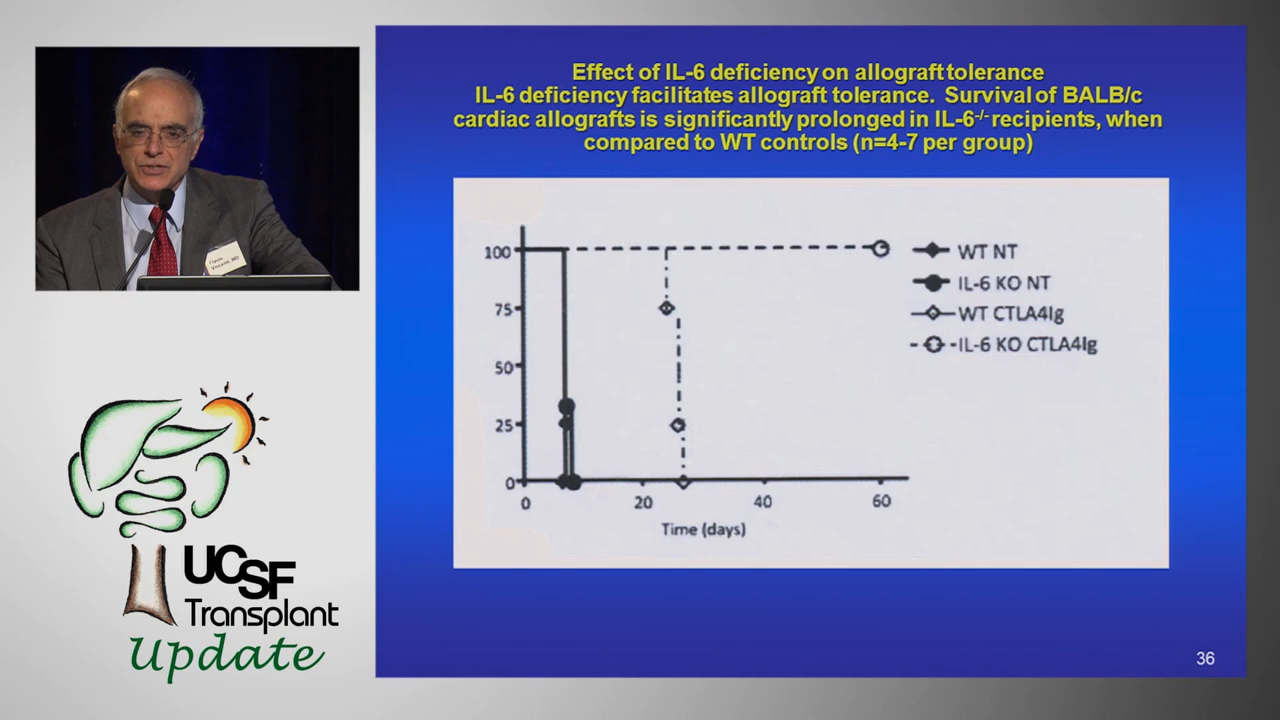 Effect of IL-6 deficiency on allograft tolerance
IL-6 deficiency facilitates allograft tolerance. Survival of BALB/c
cardiac allografts is significantly prolonged in IL-6-/- recipients, when
compared to WT controls (n=4-7 per group)
Flavio
Vincenti, MD
100
75
50
25
0
0 20 40 60
Time (days)
WT NT
IL-6 KO NT
WT CTLA4Ig
IL-6 KO CTLA4Ig
UCSF
Transplant
Update
36